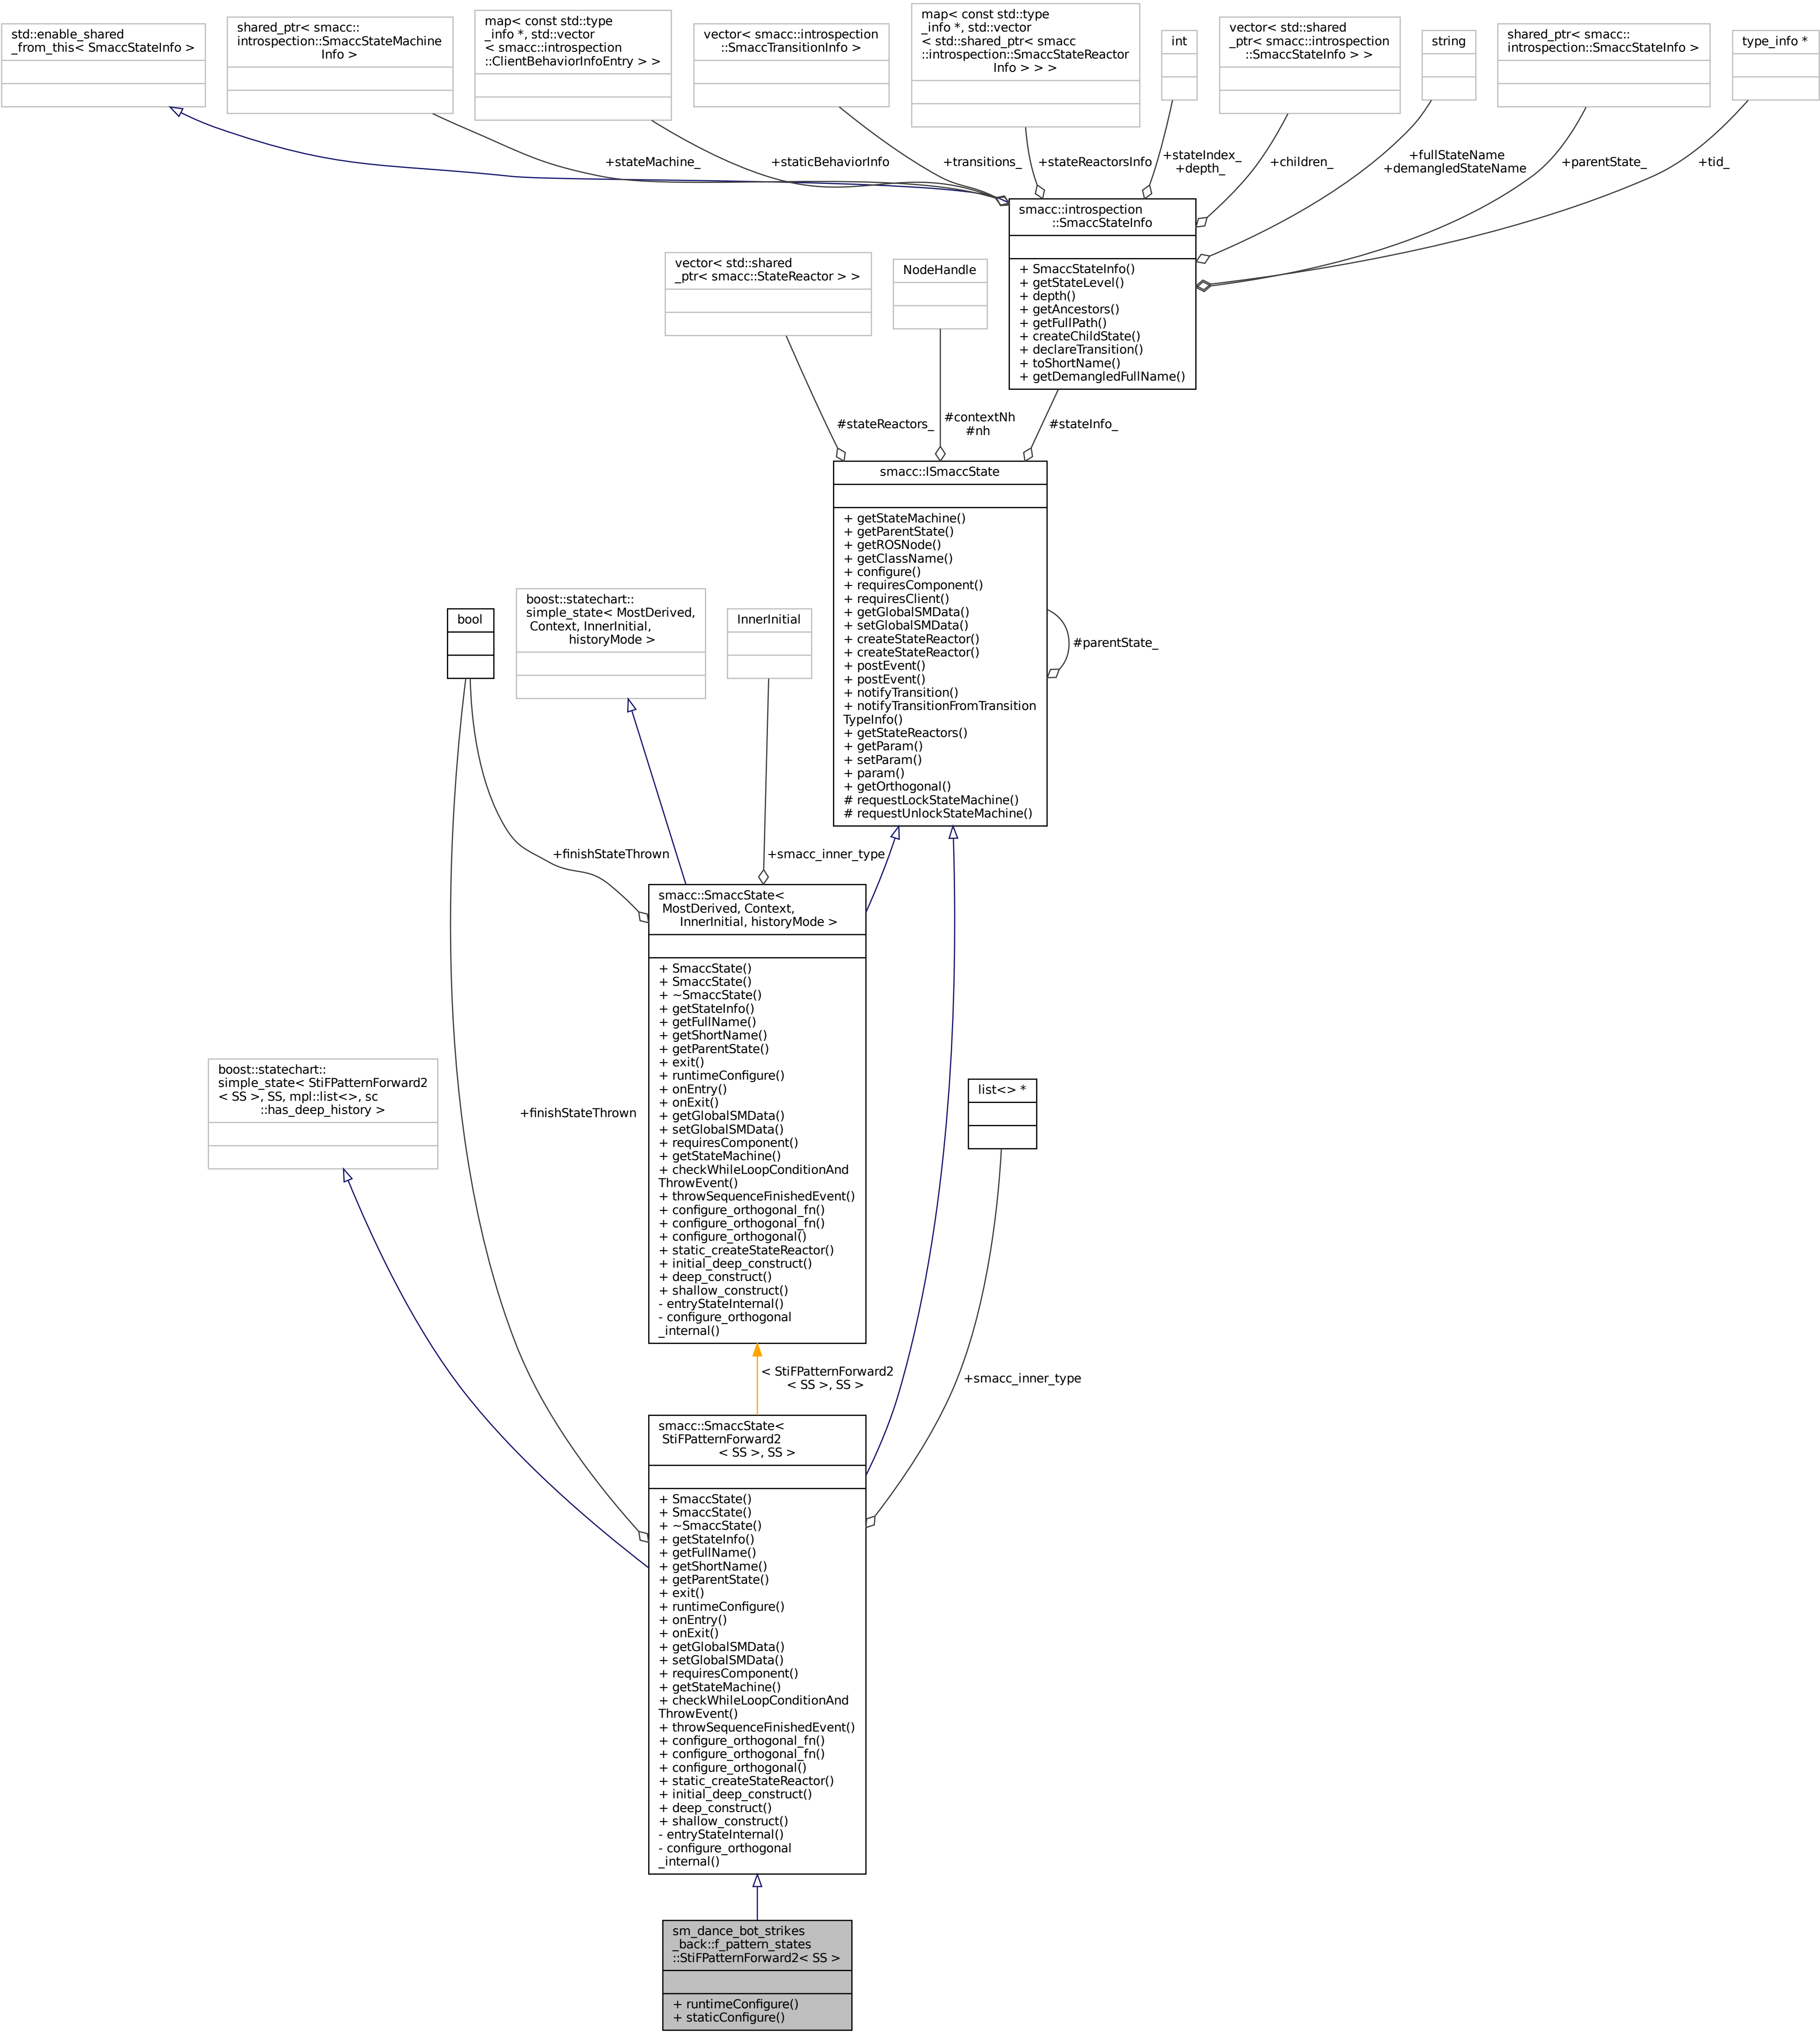 std::enable_shared
_from_this< SmaccStateInfo >
shared_ptr< smacc::
introspection::SmaccStateMachine
Info >
map< const std::type
_info *, std::vector
< smacc::introspection
::ClientBehaviorInfoEntry > >
vector< smacc::introspection
::SmaccTransitionInfo >
map< const std::type
_info *, std::vector
< std::shared_ptr< smacc
::introspection::SmaccStateReactor
Info > > >
int
vector< std::shared
_ptr< smacc::introspection
::SmaccStateInfo > >
string
shared_ptr< smacc::
introspection::SmaccStateInfo >
type_info *
+stateMachine_
+staticBehaviorInfo
+transitions_
+stateReactorsInfo
+stateIndex_
+depth_
+children_
+fullStateName
+demangledStateName
+parentState_
+tid_
smacc::introspection
::SmaccStateInfo
+ SmaccStateInfo()
+ getStateLevel()
+ depth()
+ getAncestors()
+ getFullPath()
+ createChildState()
+ declareTransition()
+ toShortName()
+ getDemangledFullName()
vector< std::shared
_ptr< smacc::StateReactor > >
NodeHandle
#stateReactors_
#contextNh
#nh
#stateInfo_
smacc::ISmaccState
+ getStateMachine()
+ getParentState()
+ getROSNode()
+ getClassName()
+ configure()
+ requiresComponent()
+ requiresClient()
+ getGlobalSMData()
+ setGlobalSMData()
+ createStateReactor()
+ createStateReactor()
+ postEvent()
+ postEvent()
+ notifyTransition()
+ notifyTransitionFromTransition
TypeInfo()
+ getStateReactors()
+ getParam()
+ setParam()
+ param()
+ getOrthogonal()
# requestLockStateMachine()
# requestUnlockStateMachine()
#parentState_
bool
boost::statechart::
simple_state< MostDerived,
Context, InnerInitial,
historyMode >
InnerInitial
+finishStateThrown
+smacc_inner_type
smacc::SmaccState<
MostDerived, Context,
InnerInitial, historyMode >
+ SmaccState()
+ SmaccState()
+ ~SmaccState()
+ getStateInfo()
+ getFullName()
+ getShortName()
+ getParentState()
+ exit()
+ runtimeConfigure()
+ onEntry()
+ onExit()
+ getGlobalSMData()
+ setGlobalSMData()
+ requiresComponent()
+ getStateMachine()
+ checkWhileLoopConditionAnd
ThrowEvent()
+ throwSequenceFinishedEvent()
+ configure_orthogonal_fn()
+ configure_orthogonal_fn()
+ configure_orthogonal()
+ static_createStateReactor()
+ initial_deep_construct()
+ deep_construct()
+ shallow_construct()
- entryStateInternal()
- configure_orthogonal
_internal()
boost::statechart::
simple_state< StiFPatternForward2
< SS >, SS, mpl::list<>, sc
::has_deep_history >
+finishStateThrown
list<> *
< StiFPatternForward2
< SS >, SS >
+smacc_inner_type
smacc::SmaccState<
StiFPatternForward2
< SS >, SS >
+ SmaccState()
+ SmaccState()
+ ~SmaccState()
+ getStateInfo()
+ getFullName()
+ getShortName()
+ getParentState()
+ exit()
+ runtimeConfigure()
+ onEntry()
+ onExit()
+ getGlobalSMData()
+ setGlobalSMData()
+ requiresComponent()
+ getStateMachine()
+ checkWhileLoopConditionAnd
ThrowEvent()
+ throwSequenceFinishedEvent()
+ configure_orthogonal_fn()
+ configure_orthogonal_fn()
+ configure_orthogonal()
+ static_createStateReactor()
+ initial_deep_construct()
+ deep_construct()
+ shallow_construct()
- entryStateInternal()
- configure_orthogonal
_internal()
sm_dance_bot_strikes
_back::f_pattern_states
::StiFPatternForward2< SS >
+ runtimeConfigure()
+ staticConfigure()